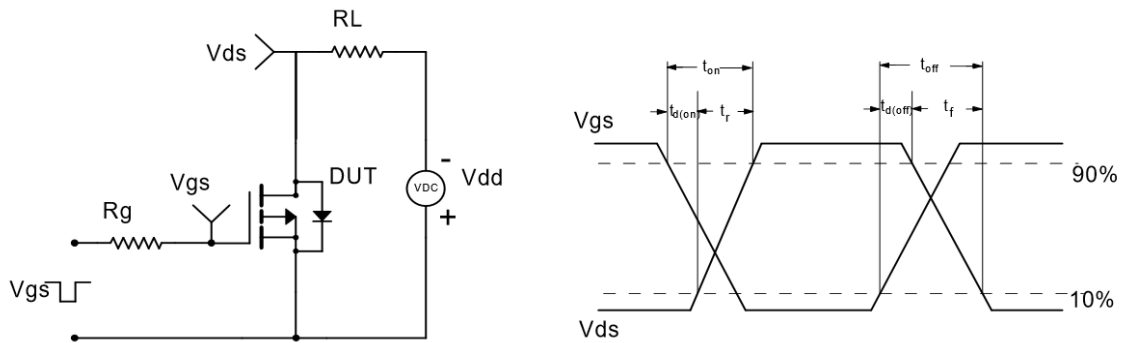 RL
Vds
DUT
Vgs
Rg
VDC
-
+
Vdd
Vgs
ton
toff
td(on)
tr
td(off)
tf
Vgs
90%
10%
Vds